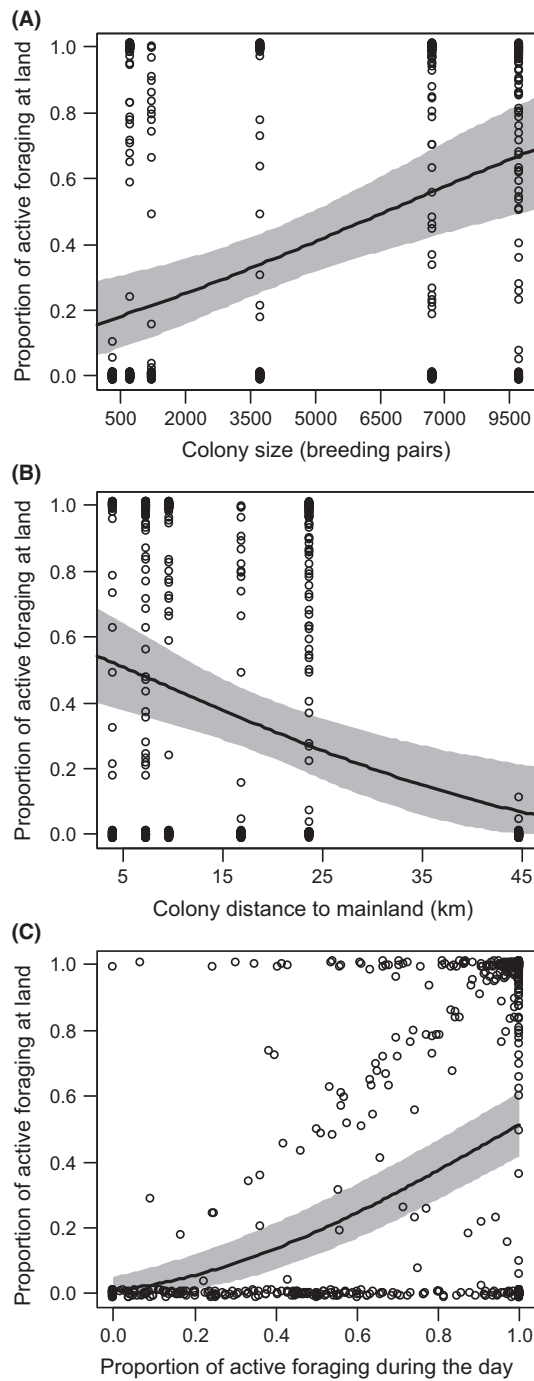 (A)
Proportion of active foraging at land
1.0
0.8
0.6
0.4
0.2
0.0
500 2000 3500 5000 6500 7000 9500
Colony size (breeding pairs)
(B)
Proportion of active foraging at land
1.0
0.8
0.6
0.4
0.2
0.0
5 15 25 35 45
Colony distance to mainland (km)
(C)
Proportion of active foraging at land
1.0
0.8
0.6
0.4
0.2
0.0
0.0 0.2 0.4 0.6 0.8 1.0
Proportion of active foraging during the day